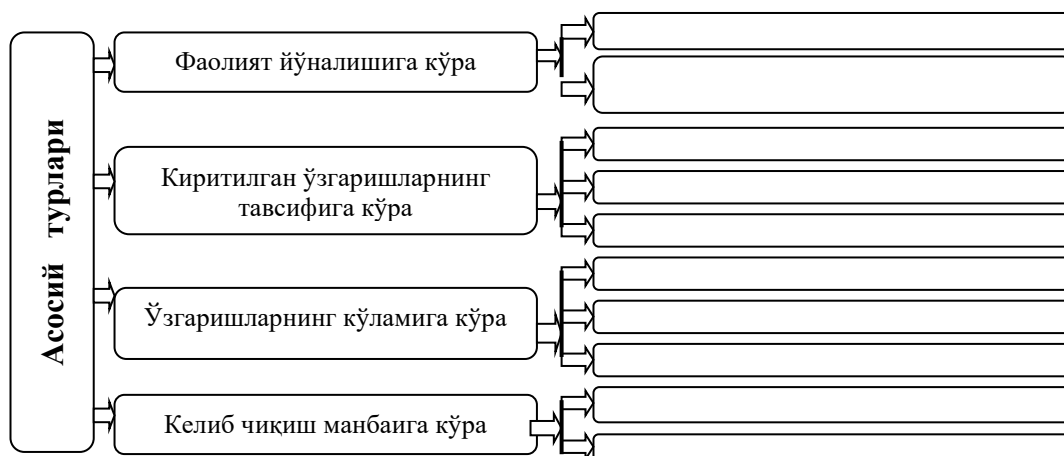 Асосий турлари
Фаолият йўналишига кўра
Киритилган ўзгаришларнинг
тавсифига кўра
Ўзгаришларнинг кўламига кўра
Келиб чиқиш манбаига кўра